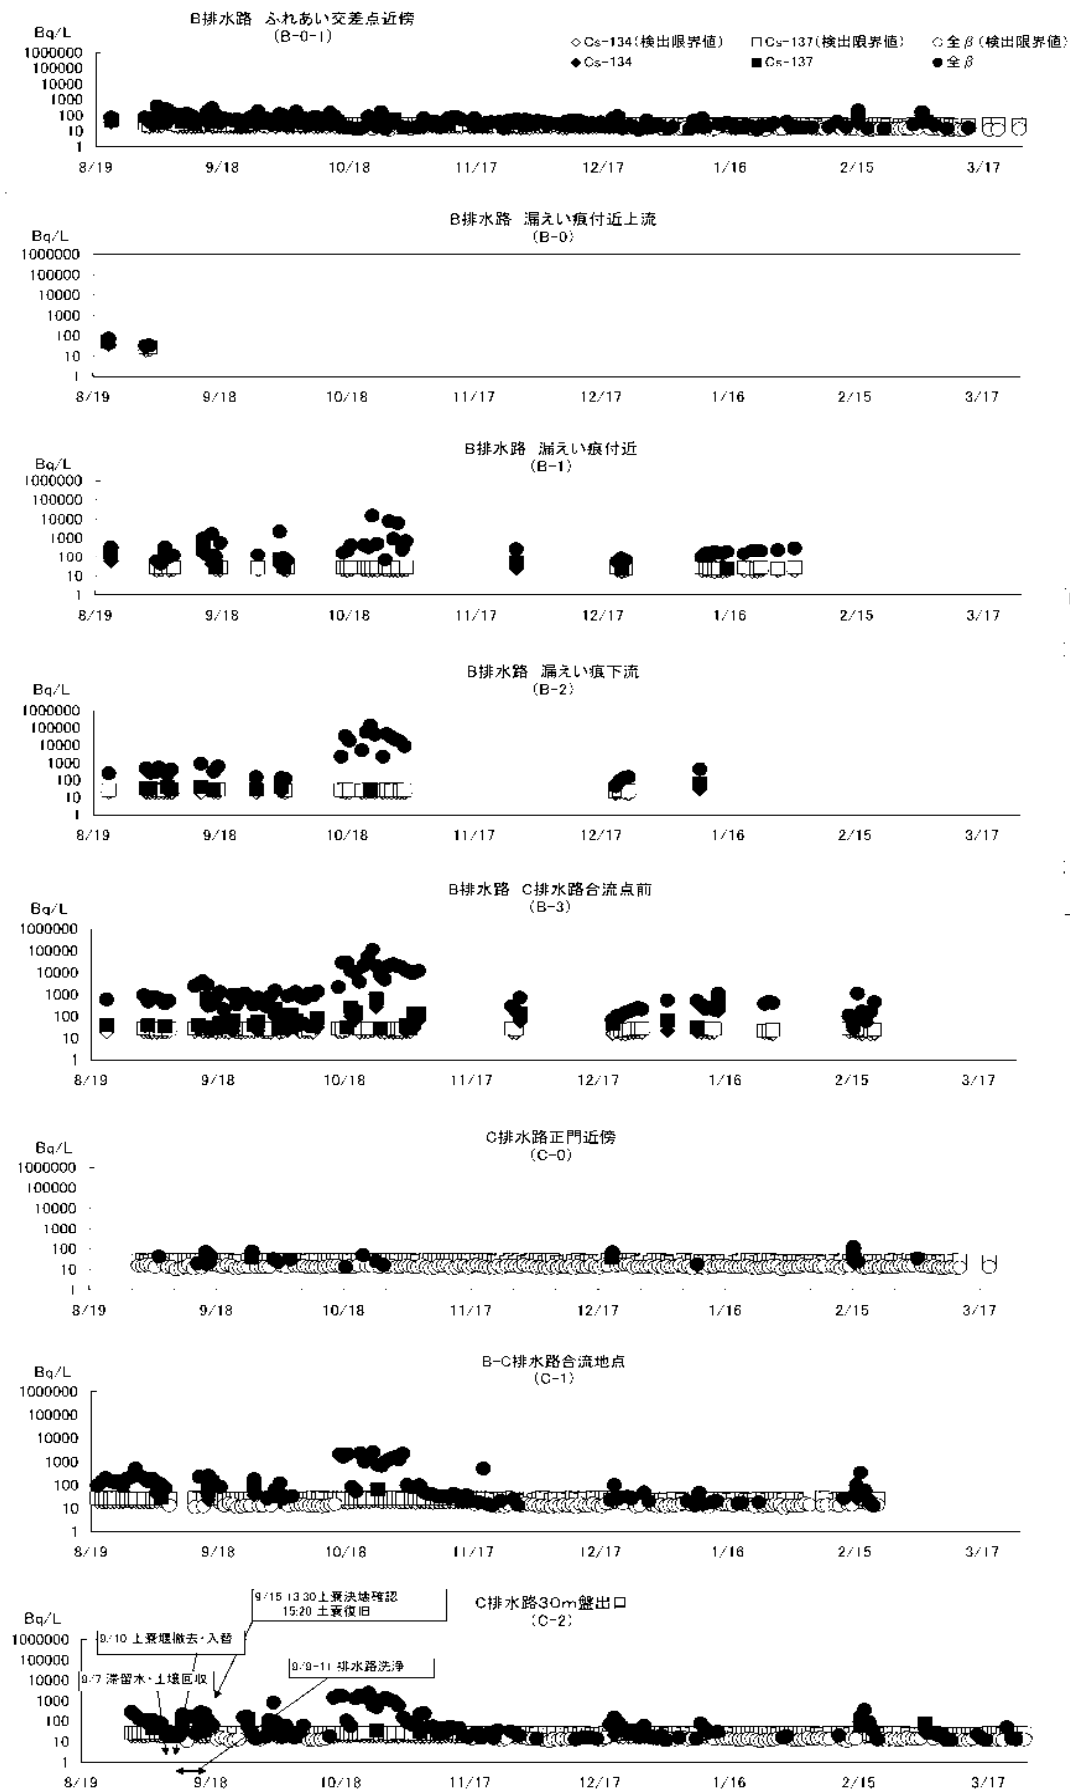 B排水路 ふれあい交差点近傍
(B-0-1)
Bq/L
◇Cs-134(検出限界値) □Cs-137(検出限界値) ○全β(検出限界値)
◆Cs-134 ■Cs-137 ●全β
1000000
100000
10000
1000
100
10
1
8/19 9/18 10/18 11/17 12/17 1/16 2/15 3/17
B排水路 漏えい痕付近上流
(B-0)
Bq/L
1000000
100000
10000
1000
100
10
1
8/19 9/18 10/18 11/17 12/17 1/16 2/15 3/17
B排水路 漏えい痕付近
(B-1)
Bq/L
1000000
100000
10000
1000
100
10
1
8/19 9/18 10/18 11/17 12/17 1/16 2/15 3/17
B排水路 漏えい痕下流
(B-2)
Bq/L
1000000
100000
10000
1000
100
10
1
8/19 9/18 10/18 11/17 12/17 1/16 2/15 3/17
B排水路 C排水路合流点前
(B-3)
Bq/L
1000000
100000
10000
1000
100
10
1
8/19 9/18 10/18 11/17 12/17 1/16 2/15 3/17
C排水路正門近傍
(C-0)
Bq/L
1000000
100000
10000
1000
100
10
1
8/19 9/18 10/18 11/17 12/17 1/16 2/15 3/17
B-C排水路合流地点
(C-1)
Bq/L
1000000
100000
10000
1000
100
10
1
8/19 9/18 10/18 11/17 12/17 1/16 2/15 3/17
C排水路30m盤出口
(C-2)
Bq/L
9/15 13:30土嚢決壊確認
15:20 土嚢復旧
9/10 土嚢堰撤去・入替
9/7 滞留水・土壌回収
9/9-11 排水路洗浄
1000000
100000
10000
1000
100
10
1
8/19 9/18 10/18 11/17 12/17 1/16 2/15 3/17